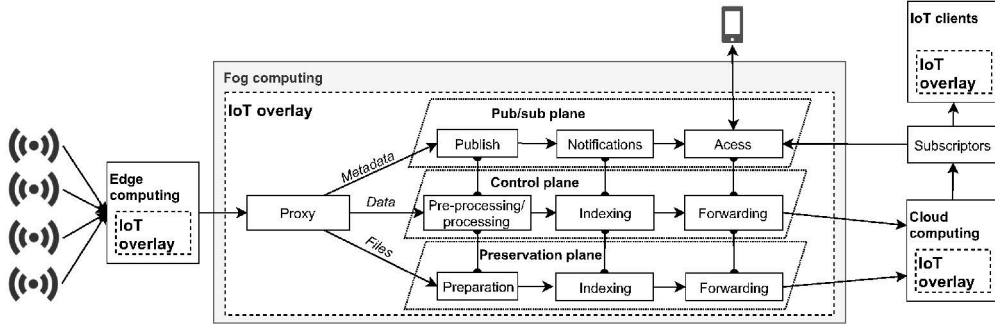 IoT clients
IoT
overlay
Fog computing
IoT overlay
Pub/sub plane
Publish
Notifications
Acess
Subscriptors
Metadata
Edge
computing
IoT
overlay
Proxy
Data
Control plane
Pre-processing/
processing
Indexing
Forwarding
Cloud
computing
IoT
overlay
Files
Preservation plane
Preparation
Indexing
Forwarding